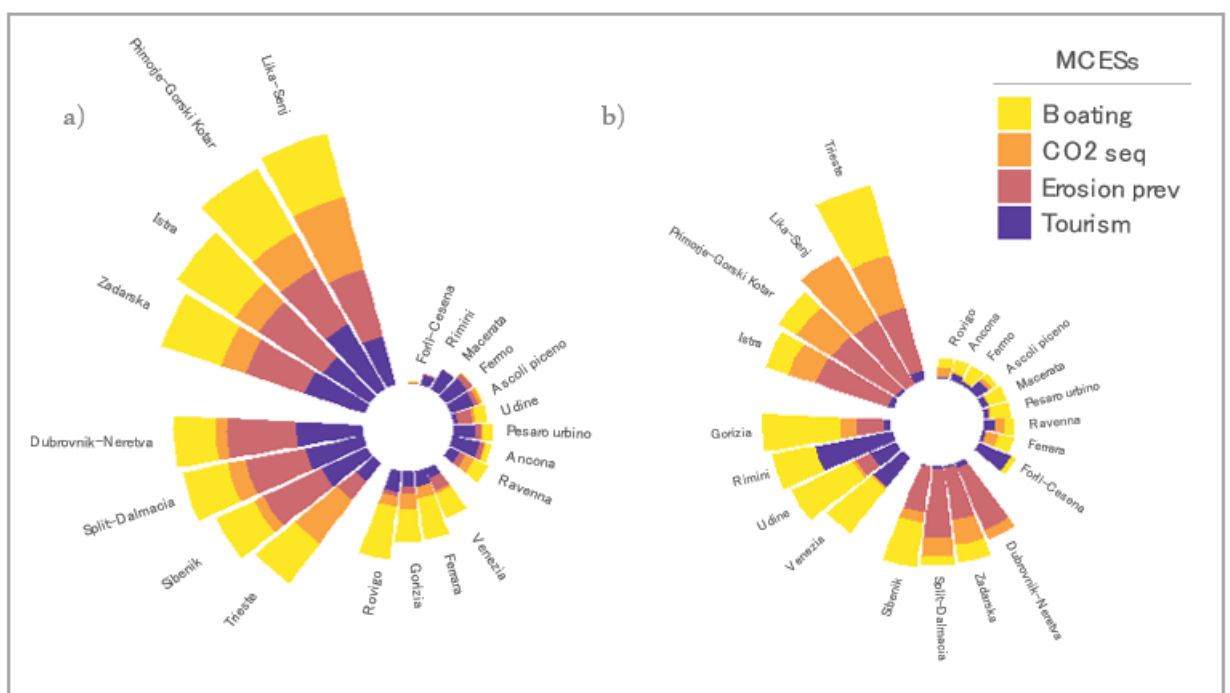 MCESs
Boating
CO2 seq
Erosion prev
Tourism
a)
Lika-Senj
Primorje-Gorski Kotar
Istra
Zadarska
Dubrovnik-Neretva
Split-Dalmacia
Sibenik
Trieste
Rovigo
Gorizia
Ferrara
Venezia
Ravenna
Ancona
Pesaro urbino
Udine
Ascoli piceno
Fermo
Macerata
Rimini
Forli-Cesena
b)
Trieste
Lika-Senj
Primorje-Gorski Kotar
Istra
Gorizia
Rimini
Udine
Venezia
Sibenik
Split-Dalmacia
Zadarska
Dubrovnik-Neretva
Forli-Cesena
Ferrara
Ravenna
Pesaro urbino
Macerata
Ascoli piceno
Fermo
Ancona
Rovigo